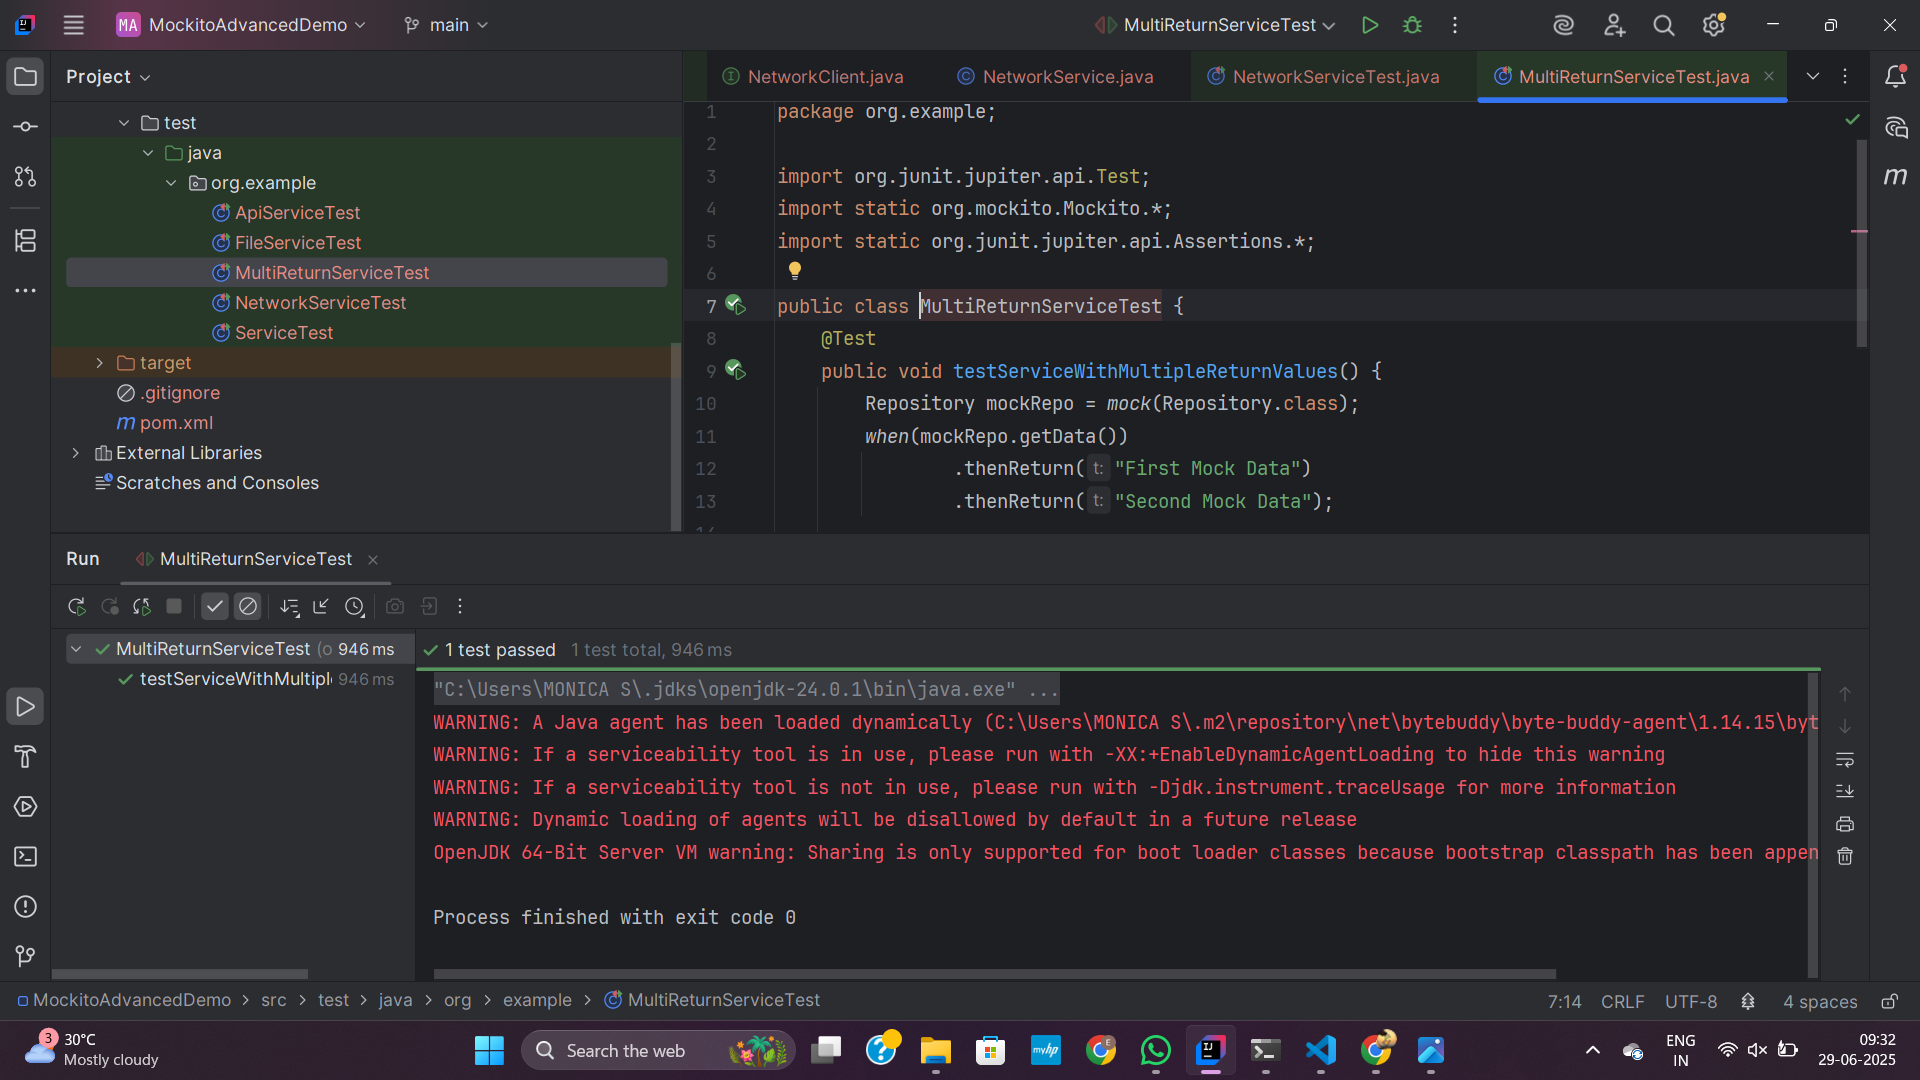 MA MockitoAdvancedDemo main MultiReturnServiceTest
Project
test
java
org.example
ApiServiceTest
FileServiceTest
MultiReturnServiceTest
NetworkServiceTest
ServiceTest
target
.gitignore
m pom.xml
External Libraries
Scratches and Consoles
NetworkClient.java NetworkService.java NetworkServiceTest.java MultiReturnServiceTest.java
1 package org.example;
2
3 import org.junit.jupiter.api.Test;
4 import static org.mockito.Mockito.*;
5 import static org.junit.jupiter.api.Assertions.*;
6
7 public class MultiReturnServiceTest {
8 @Test
9 public void testServiceWithMultipleReturnValues() {
10 Repository mockRepo = mock(Repository.class);
11 when(mockRepo.getData())
12 .thenReturn( t: "First Mock Data")
13 .thenReturn( t: "Second Mock Data");
m
Run MultiReturnServiceTest
MultiReturnServiceTest (o 946 ms
testServiceWithMultipl 946 ms
1 test passed 1 test total, 946 ms
"C:\Users\MONICA S\.jdks\openjdk-24.0.1\bin\java.exe" ...
WARNING: A Java agent has been loaded dynamically (C:\Users\MONICA S\.m2\repository\net\bytebuddy\byte-buddy-agent\1.14.15\byt
WARNING: If a serviceability tool is in use, please run with -XX:+EnableDynamicAgentLoading to hide this warning
WARNING: If a serviceability tool is not in use, please run with -Djdk.instrument.traceUsage for more information
WARNING: Dynamic loading of agents will be disallowed by default in a future release
OpenJDK 64-Bit Server VM warning: Sharing is only supported for boot loader classes because bootstrap classpath has been appen
Process finished with exit code 0
MockitoAdvancedDemo > src > test > java > org > example > MultiReturnServiceTest
7:14 CRLF UTF-8 4 spaces
3
30°C
Mostly cloudy
Search the web
myhp
ENG
IN
09:32
29-06-2025